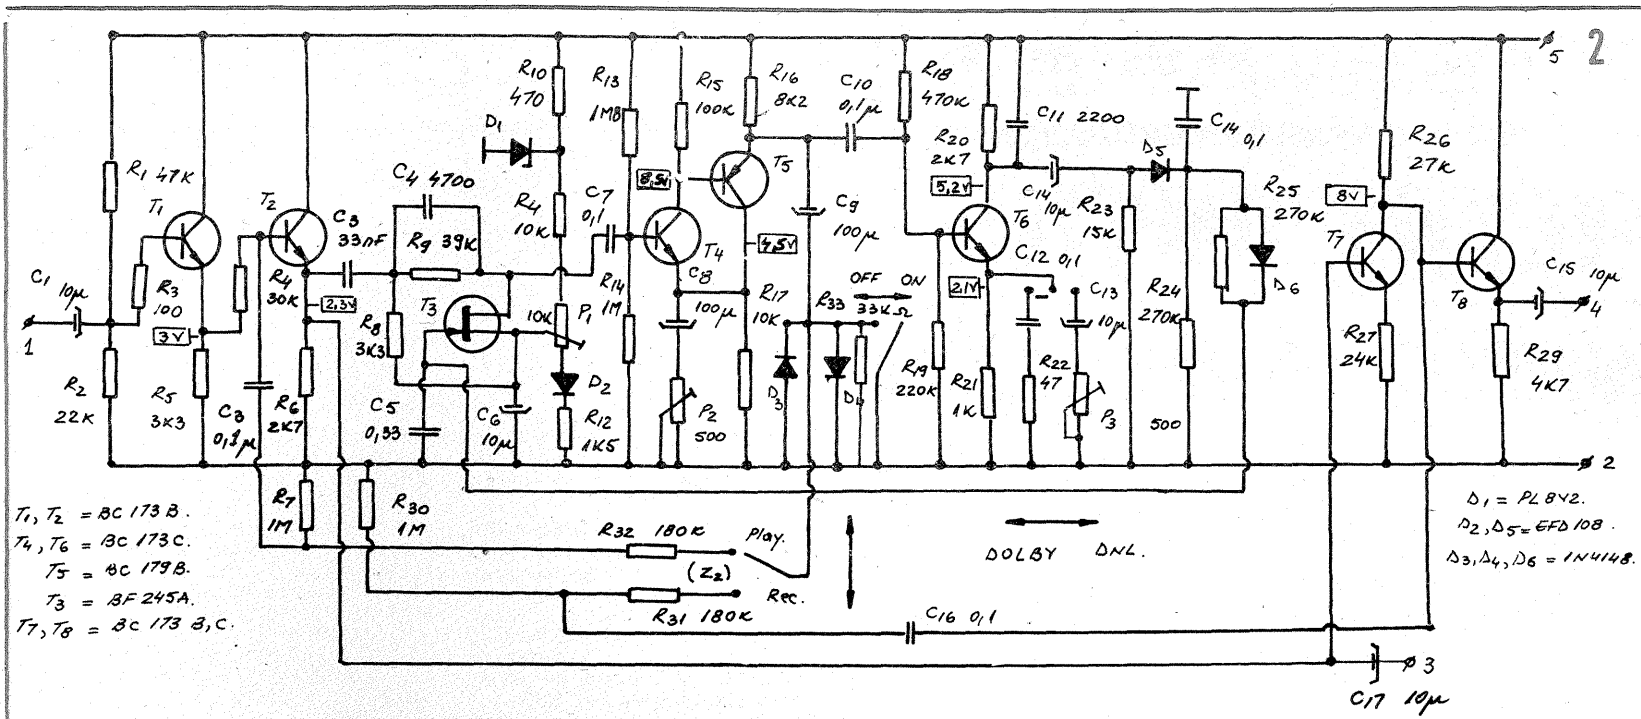 2
5
R10
470
R13
1M8
R15
100K
R16
8K2
C10
0,1µ
R18
470K
R20
2K7
C11 2200
C14 0,1
R26
27K
D1
R1 47K
T1
T2
C3
33nF
C4 4700
R9 39K
R4
10K
C7
0,1
8,5V
T5
T4
C9
100µ
5,2V
T6
C14
10µ
D5
R23
15K
R25
270K
8V
T7
T8
C15 10µ
4
C1 10µ
1
R3
100
3V
R4
30K
2,3V
R8
3K3
T3
10K
P1
R14
1M
C8
100µ
4,5V
R17
10K
R33
33K Ω
OFF ON
2,1V
C12 0,1
C13
10µ
R24
270K
D6
R27
24K
R29
4K7
R2
22K
R5
3K3
C3
0,1µ
R6
2K7
C5
0,33
C6
10µ
D2
R12
1K5
P2
500
D3
D4
R19
220K
R21
1K
R22
47
P3
500
2
R7
1M
R30
1M
R32 180K
Play.
(Z2)
Rec.
R31 180K
DOLBY DNL.
C16 0,1
3
C17 10µ
T1, T2 = BC 173 B.
T4, T6 = BC 173 C.
T5 = BC 179 B.
T3 = BF 245A.
T7, T8 = BC 173 B, C.
D1 = PL 8V2.
D2, D5 = EFD 108.
D3, D4, D6 = 1N4148.